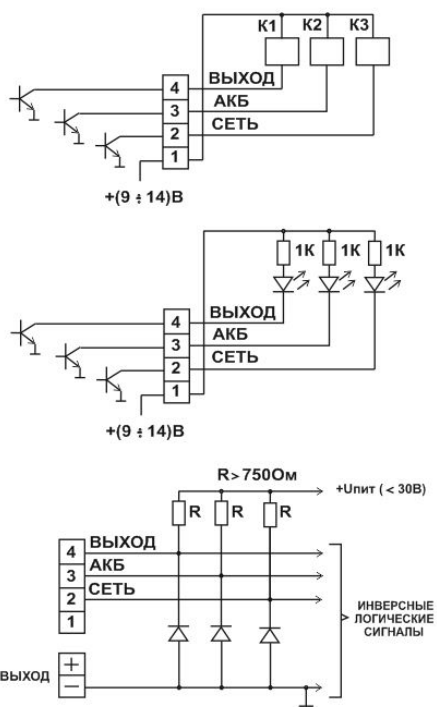 К1 К2 К3
4 ВЫХОД
3 АКБ
2 СЕТЬ
1
+(9 ÷ 14)В
1К 1К 1К
4 ВЫХОД
3 АКБ
2 СЕТЬ
1
+(9 ÷ 14)В
R>750Ом
+Uпит ( < 30В)
R R R
4 ВЫХОД
3 АКБ
2 СЕТЬ
1
ИНВЕРСНЫЕ
ЛОГИЧЕСКИЕ
СИГНАЛЫ
ВЫХОД + −